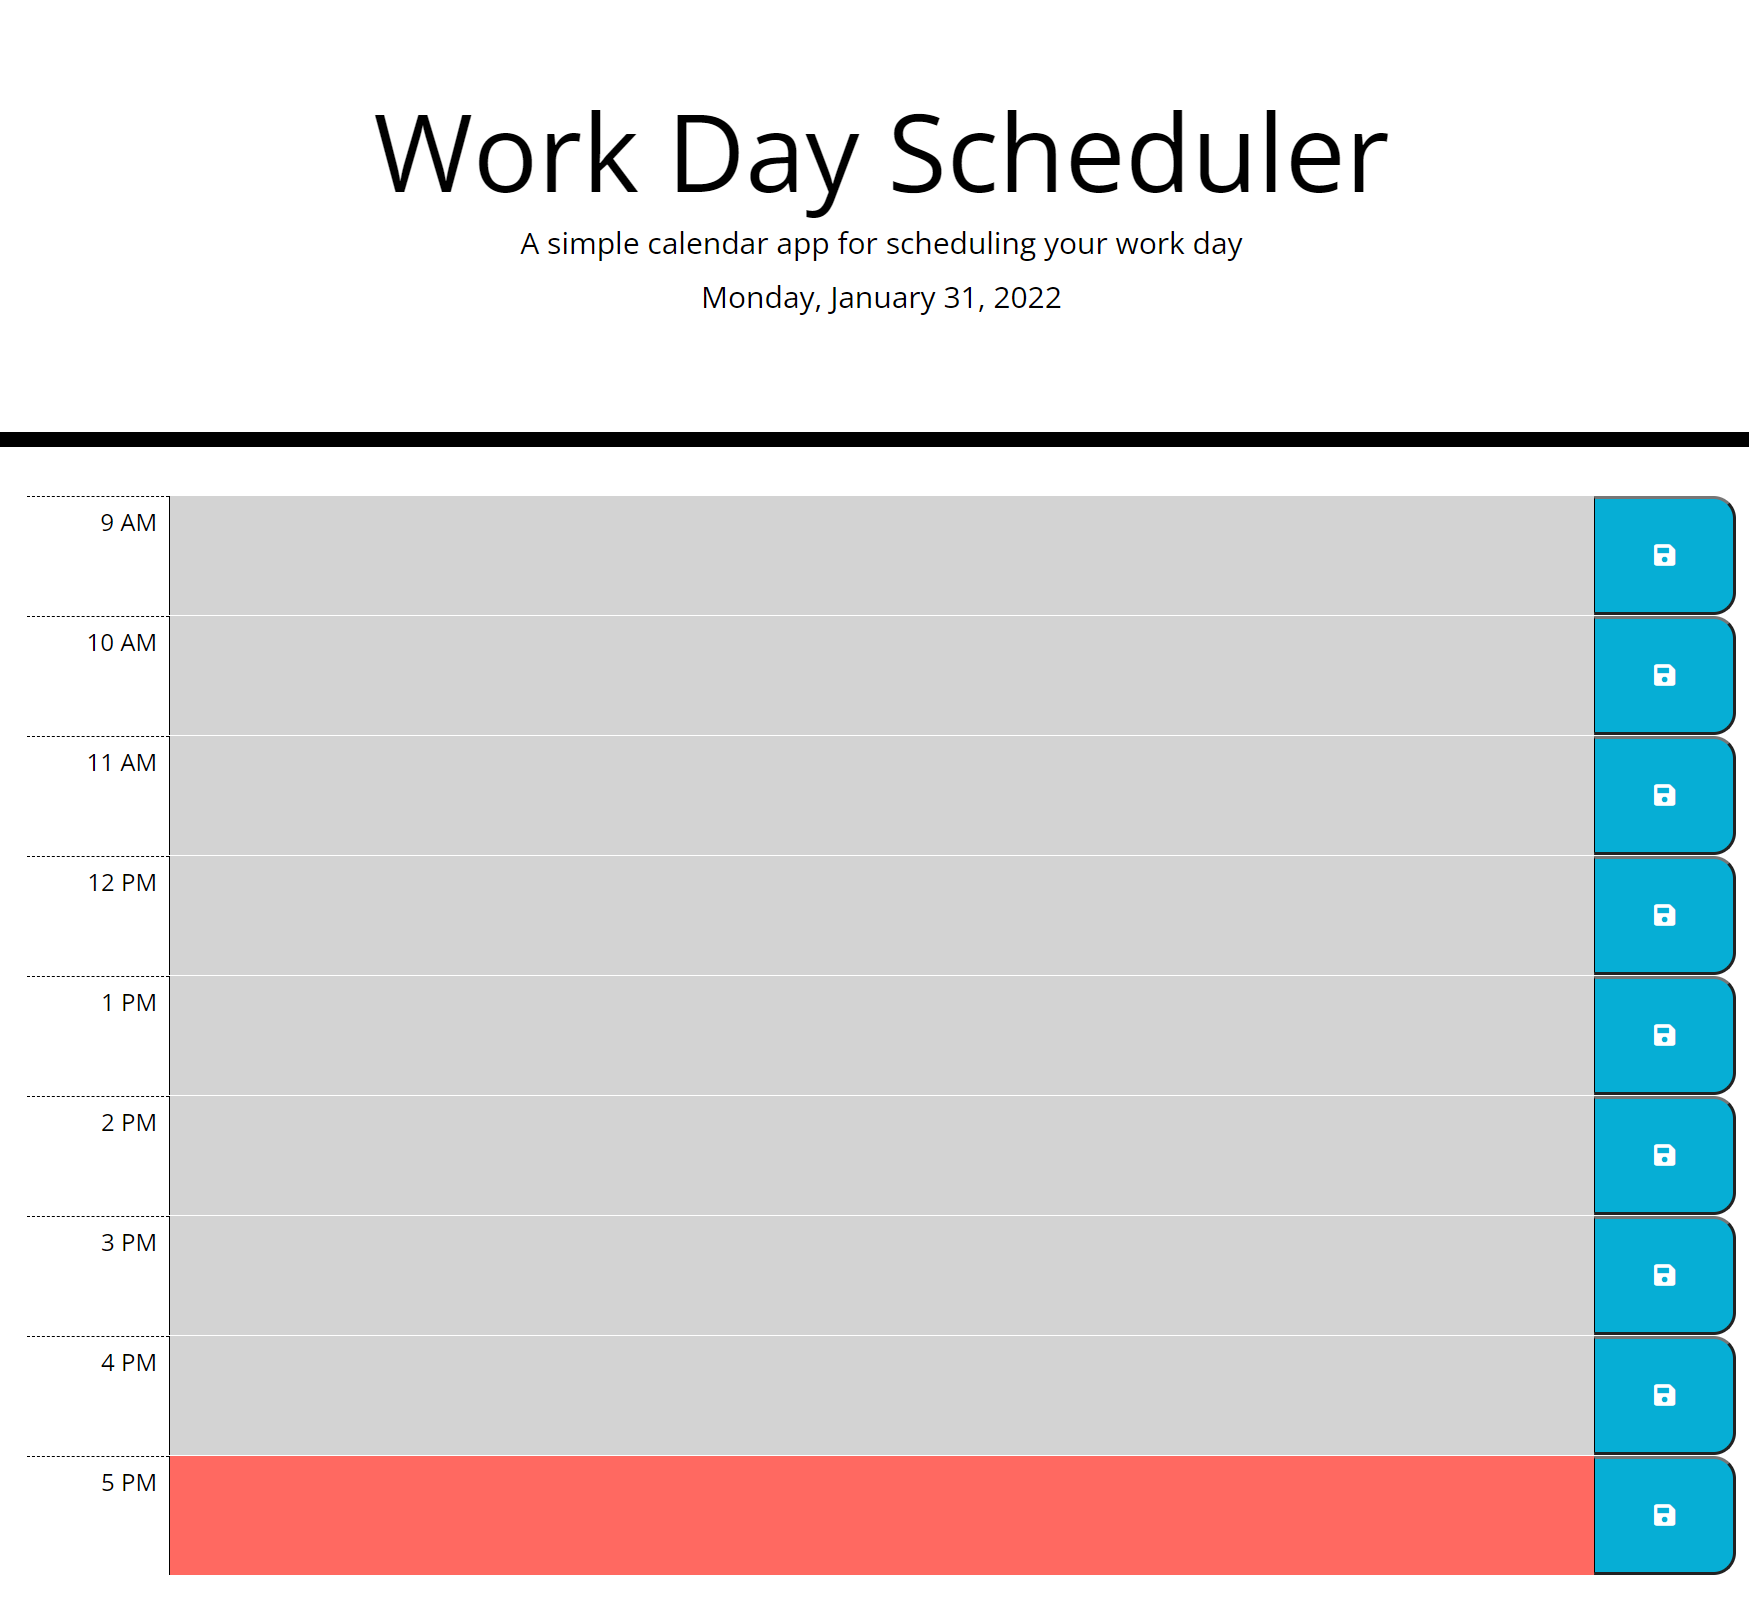 Work Day Scheduler
A simple calendar app for scheduling your work day
Monday, January 31, 2022
9 AM
10 AM
11 AM
12 PM
1 PM
2 PM
3 PM
4 PM
5 PM